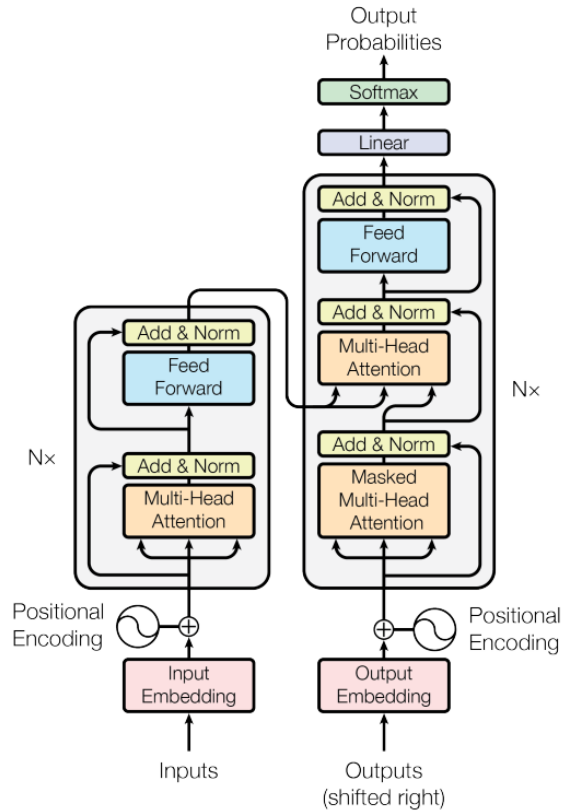 Output
Probabilities
Softmax
Linear
Add & Norm
Feed
Forward
Add & Norm
Multi-Head
Attention
Add & Norm
Masked
Multi-Head
Attention
Nx
Add & Norm
Feed
Forward
Add & Norm
Multi-Head
Attention
Nx
Positional
Encoding
Positional
Encoding
Input
Embedding
Output
Embedding
Inputs
Outputs
(shifted right)